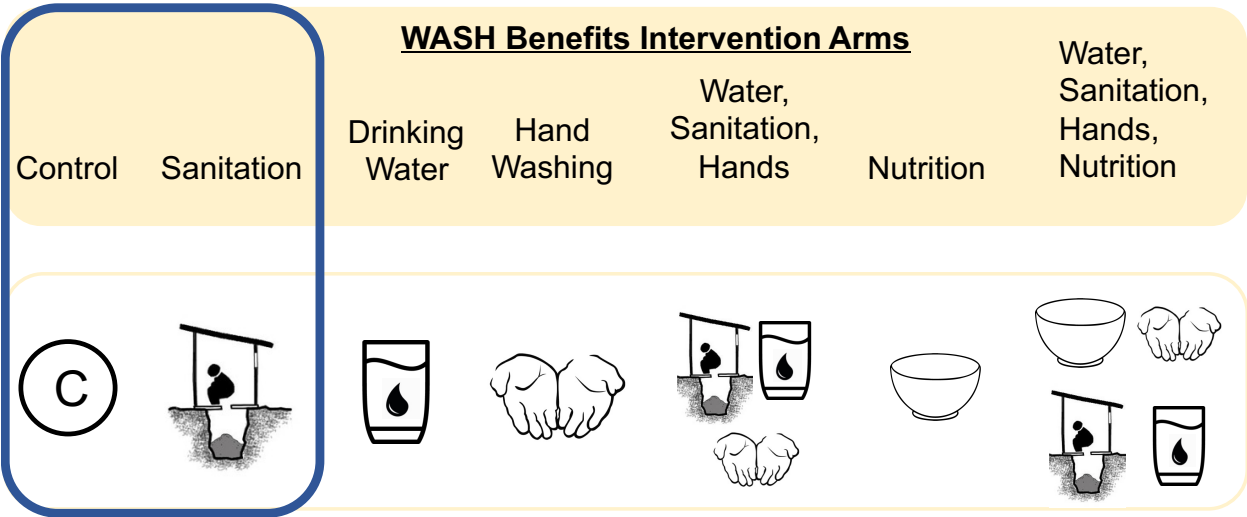 WASH Benefits Intervention Arms
Control
Sanitation
Drinking
Water
Hand
Washing
Water,
Sanitation,
Hands
Nutrition
Water,
Sanitation,
Hands,
Nutrition
C